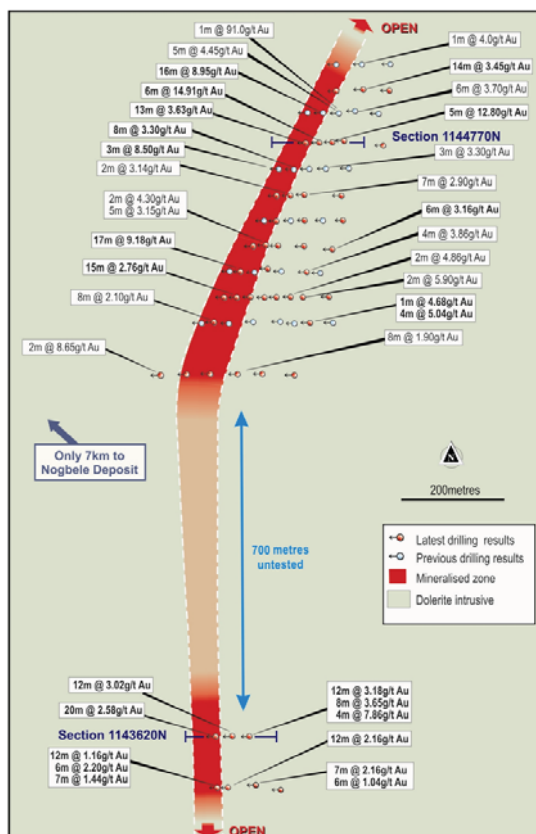 OPEN
1m @ 91.0g/t Au
5m @ 4.45g/t Au
16m @ 8.95g/t Au
6m @ 14.91g/t Au
13m @ 3.63g/t Au
8m @ 3.30g/t Au
3m @ 8.50g/t Au
2m @ 3.14g/t Au
2m @ 4.30g/t Au
5m @ 3.15g/t Au
17m @ 9.18g/t Au
15m @ 2.76g/t Au
8m @ 2.10g/t Au
2m @ 8.65g/t Au
1m @ 4.0g/t Au
14m @ 3.45g/t Au
6m @ 3.70g/t Au
5m @ 12.80g/t Au
Section 1144770N
3m @ 3.30g/t Au
7m @ 2.90g/t Au
6m @ 3.16g/t Au
4m @ 3.86g/t Au
2m @ 4.86g/t Au
2m @ 5.90g/t Au
1m @ 4.68g/t Au
4m @ 5.04g/t Au
8m @ 1.90g/t Au
Only 7km to
Nogbele Deposit
200metres
700 metres
untested
Latest drilling results
Previous drilling results
Mineralised zone
Dolerite intrusive
12m @ 3.02g/t Au
20m @ 2.58g/t Au
Section 1143620N
12m @ 1.16g/t Au
6m @ 2.20g/t Au
7m @ 1.44g/t Au
12m @ 3.18g/t Au
8m @ 3.65g/t Au
4m @ 7.86g/t Au
12m @ 2.16g/t Au
7m @ 2.16g/t Au
6m @ 1.04g/t Au
OPEN